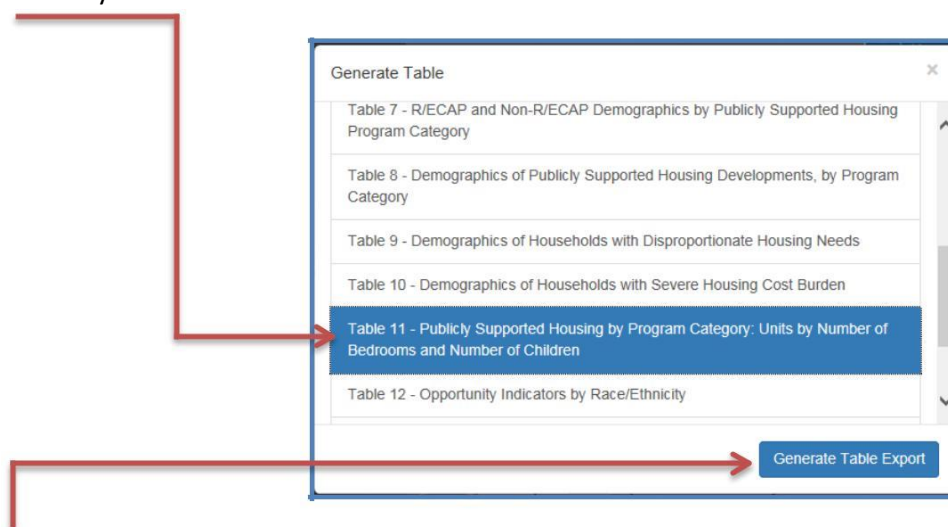 Generate Table
×
Table 7 - R/ECAP and Non-R/ECAP Demographics by Publicly Supported Housing
Program Category
Table 8 - Demographics of Publicly Supported Housing Developments, by Program
Category
Table 9 - Demographics of Households with Disproportionate Housing Needs
Table 10 - Demographics of Households with Severe Housing Cost Burden
Table 11 - Publicly Supported Housing by Program Category: Units by Number of
Bedrooms and Number of Children
Table 12 - Opportunity Indicators by Race/Ethnicity
Generate Table Export